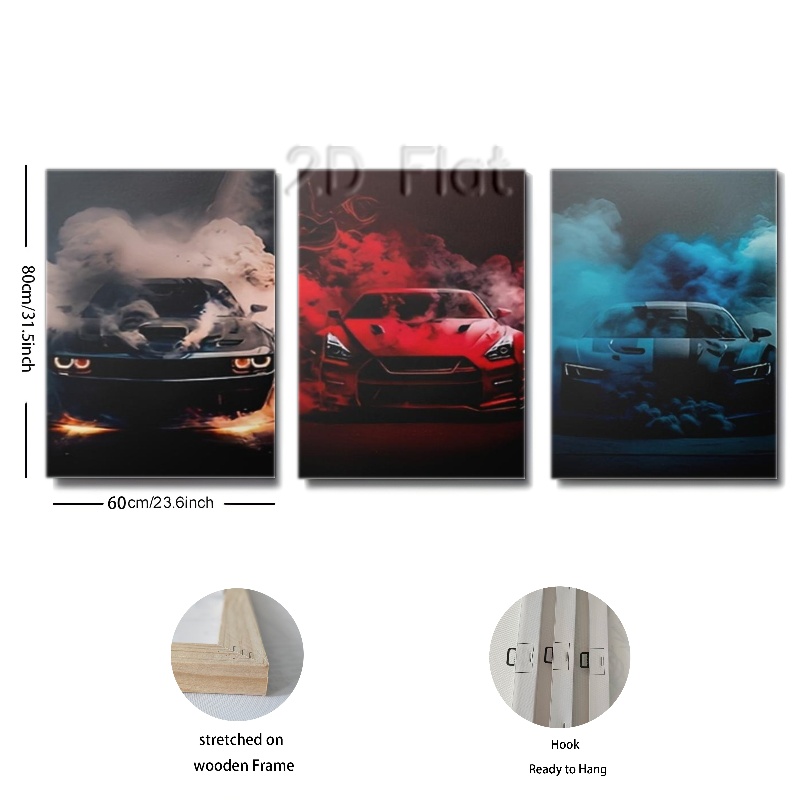 2D Flat
80cm/31.5inch
60cm/23.6inch
stretched on
wooden Frame
Hook
Ready to Hang